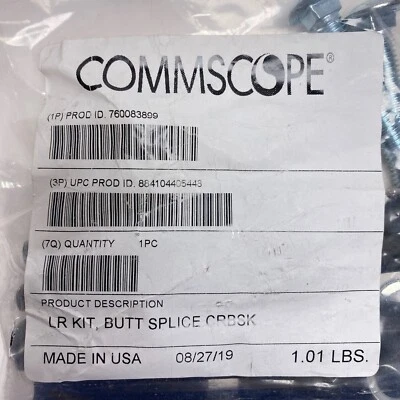 COMMSCOPE®
(1P) PROD ID. 760083899
(3P) UPC PROD ID. 884104405448
(7Q) QUANTITY 1PC
PRODUCT DESCRIPTION
LR KIT, BUTT SPLICE CRBSK
MADE IN USA 08/27/19 1.01 LBS.